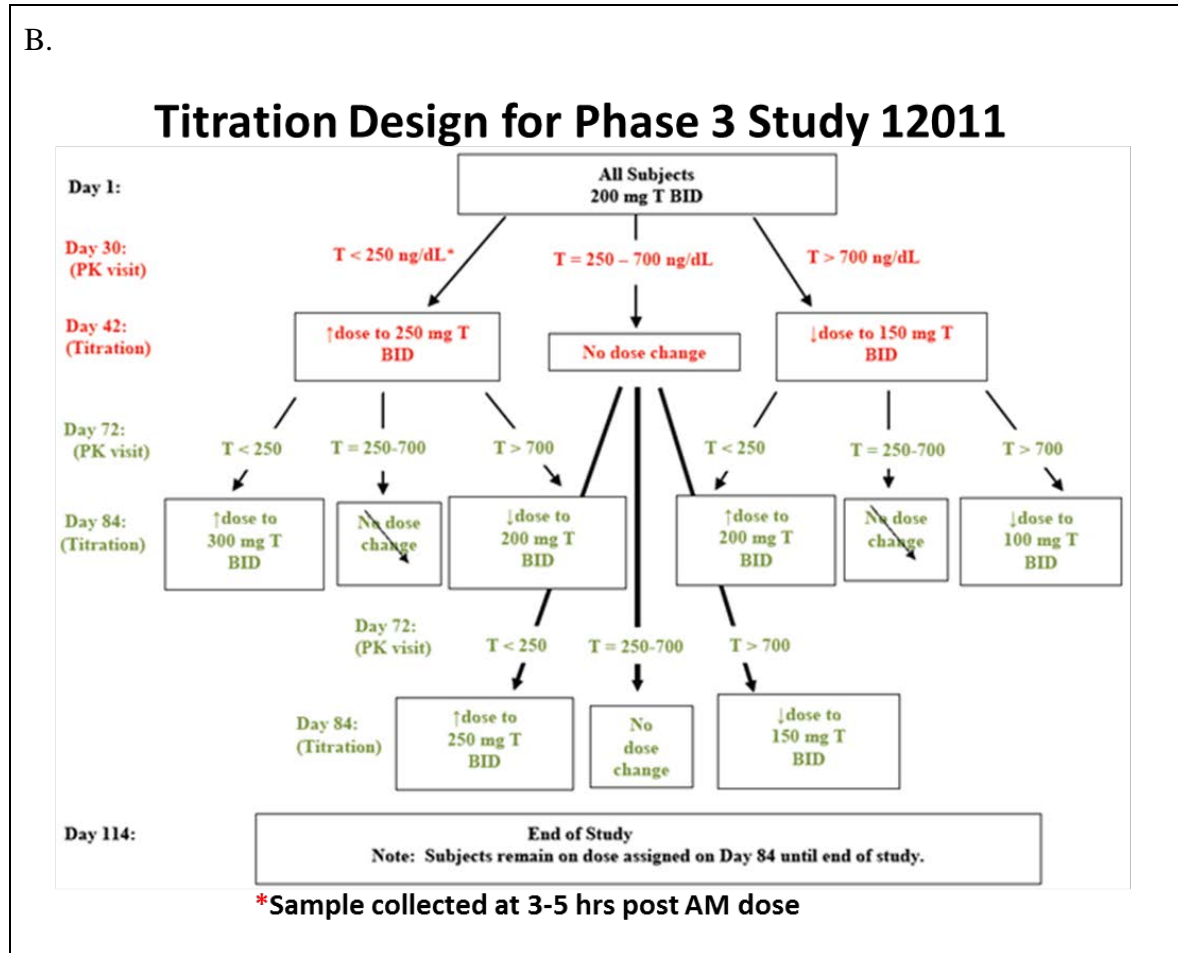 B.
Titration Design for Phase 3 Study 12011
Day 1:
All Subjects
200 mg T BID
Day 30:
(PK visit)
T < 250 ng/dL*
T = 250 – 700 ng/dL
T > 700 ng/dL
Day 42:
(Titration)
↑dose to 250 mg T
BID
No dose change
↓dose to 150 mg T
BID
Day 72:
(PK visit)
T < 250
T = 250-700
T > 700
T < 250
T = 250-700
T > 700
Day 84:
(Titration)
↑dose to
300 mg T
BID
No dose
change
↓dose to
200 mg T
BID
↑dose to
200 mg T
BID
No dose
change
↓dose to
100 mg T
BID
Day 72:
(PK visit)
T < 250
T = 250-700
T > 700
Day 84:
(Titration)
↑dose to
250 mg T
BID
No
dose
change
↓dose to
150 mg T
BID
Day 114:
End of Study
Note: Subjects remain on dose assigned on Day 84 until end of study.
*Sample collected at 3-5 hrs post AM dose